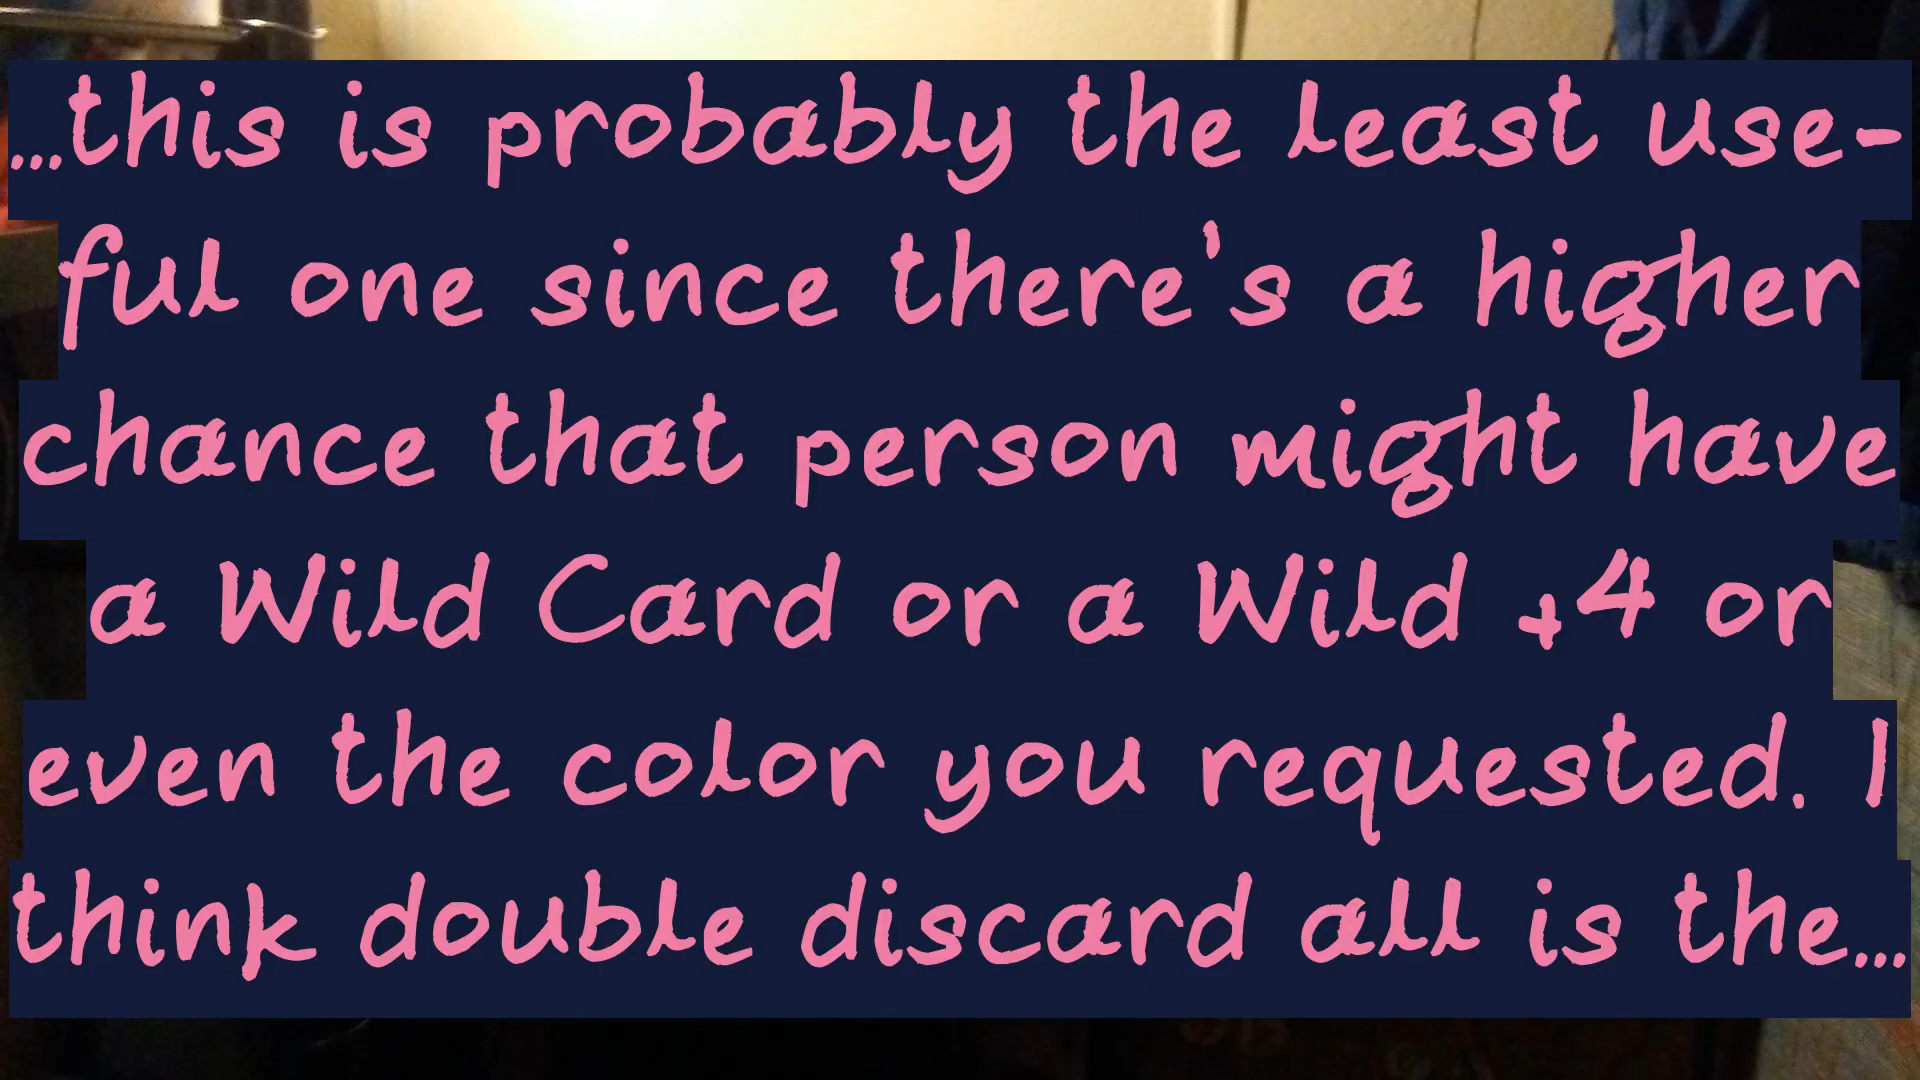 ...this is probably the least use-
ful one since there's a higher
chance that person might have
a Wild Card or a Wild +4 or
even the color you requested. I
think double discard all is the...